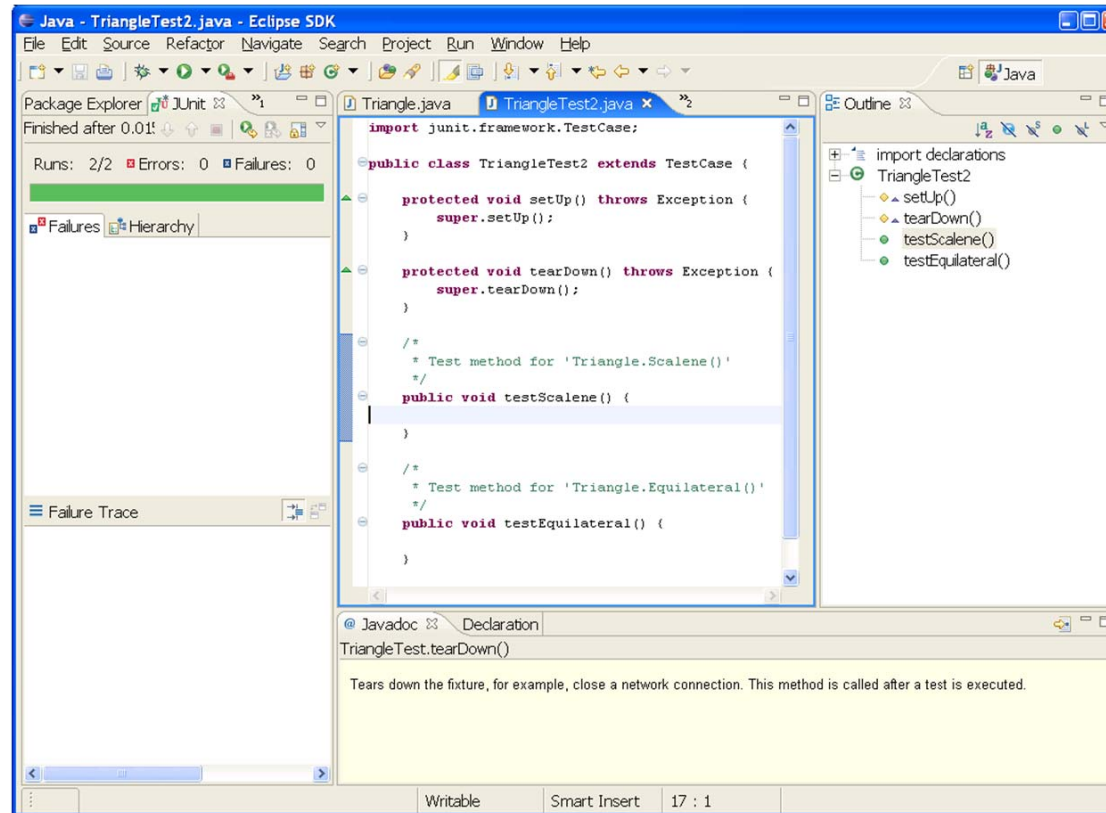 Java - TriangleTest2.java - Eclipse SDK
File Edit Source Refactor Navigate Search Project Run Window Help
Java
Package Explorer JUnit »1
Triangle.java TriangleTest2.java »2
Outline
Finished after 0.01
Runs: 2/2 Errors: 0 Failures: 0
Failures Hierarchy
Failure Trace
import junit.framework.TestCase;
public class TriangleTest2 extends TestCase {
protected void setUp() throws Exception {
super.setUp();
}
protected void tearDown() throws Exception {
super.tearDown();
}
/*
* Test method for 'Triangle.Scalene()'
*/
public void testScalene() {
}
/*
* Test method for 'Triangle.Equilateral()'
*/
public void testEquilateral() {
}
import declarations
TriangleTest2
setUp()
tearDown()
testScalene()
testEquilateral()
@ Javadoc Declaration
TriangleTest.tearDown()
Tears down the fixture, for example, close a network connection. This method is called after a test is executed.
Writable Smart Insert 17 : 1